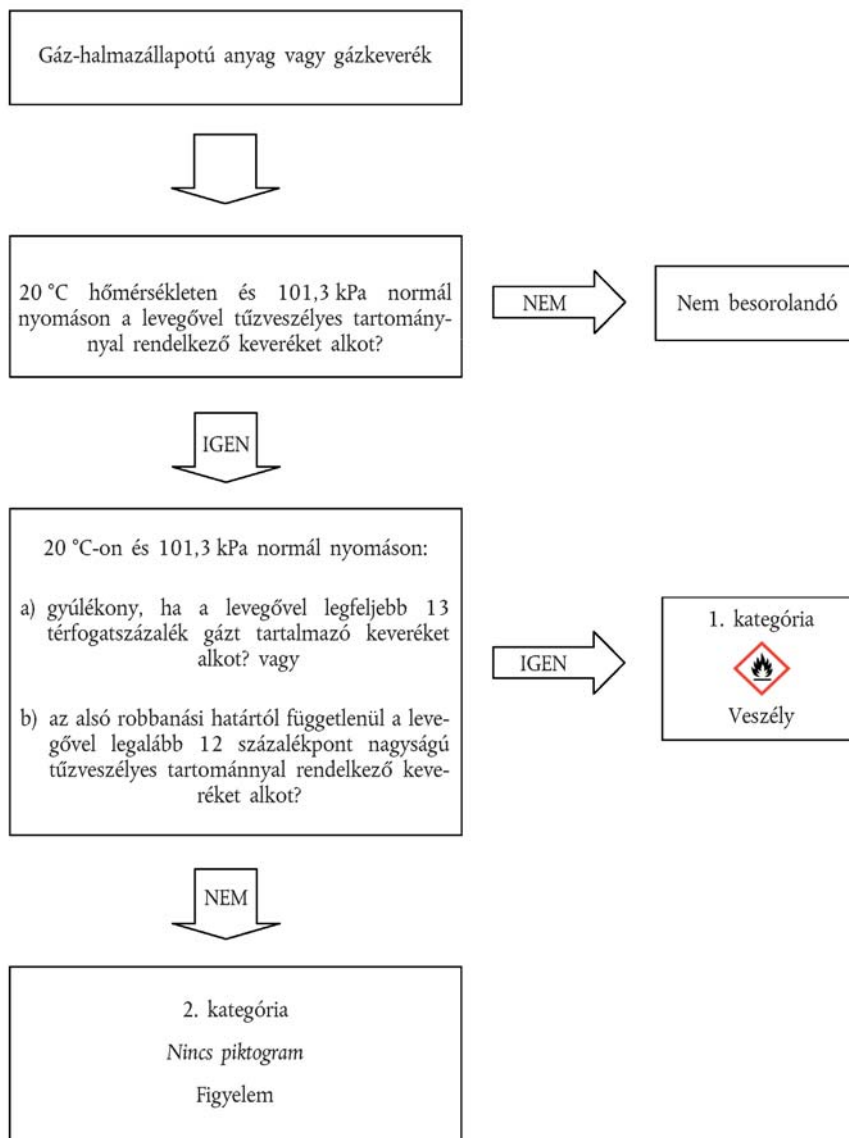 Gáz-halmazállapotú anyag vagy gázkeverék
20 °C hőmérsékleten és 101,3 kPa normál
nyomáson a levegővel tűzveszélyes tartomány-
nyal rendelkező keveréket alkot?
NEM
Nem besorolandó
IGEN
20 °C-on és 101,3 kPa normál nyomáson:
a) gyúlékony, ha a levegővel legfeljebb 13
térfogatszázalék gázt tartalmazó keveréket
alkot? vagy
b) az alsó robbanási határtól függetlenül a leve-
gővel legalább 12 százalékpont nagyságú
tűzveszélyes tartománnyal rendelkező keve-
réket alkot?
IGEN
1. kategória
Veszély
NEM
2. kategória
Nincs piktogram
Figyelem